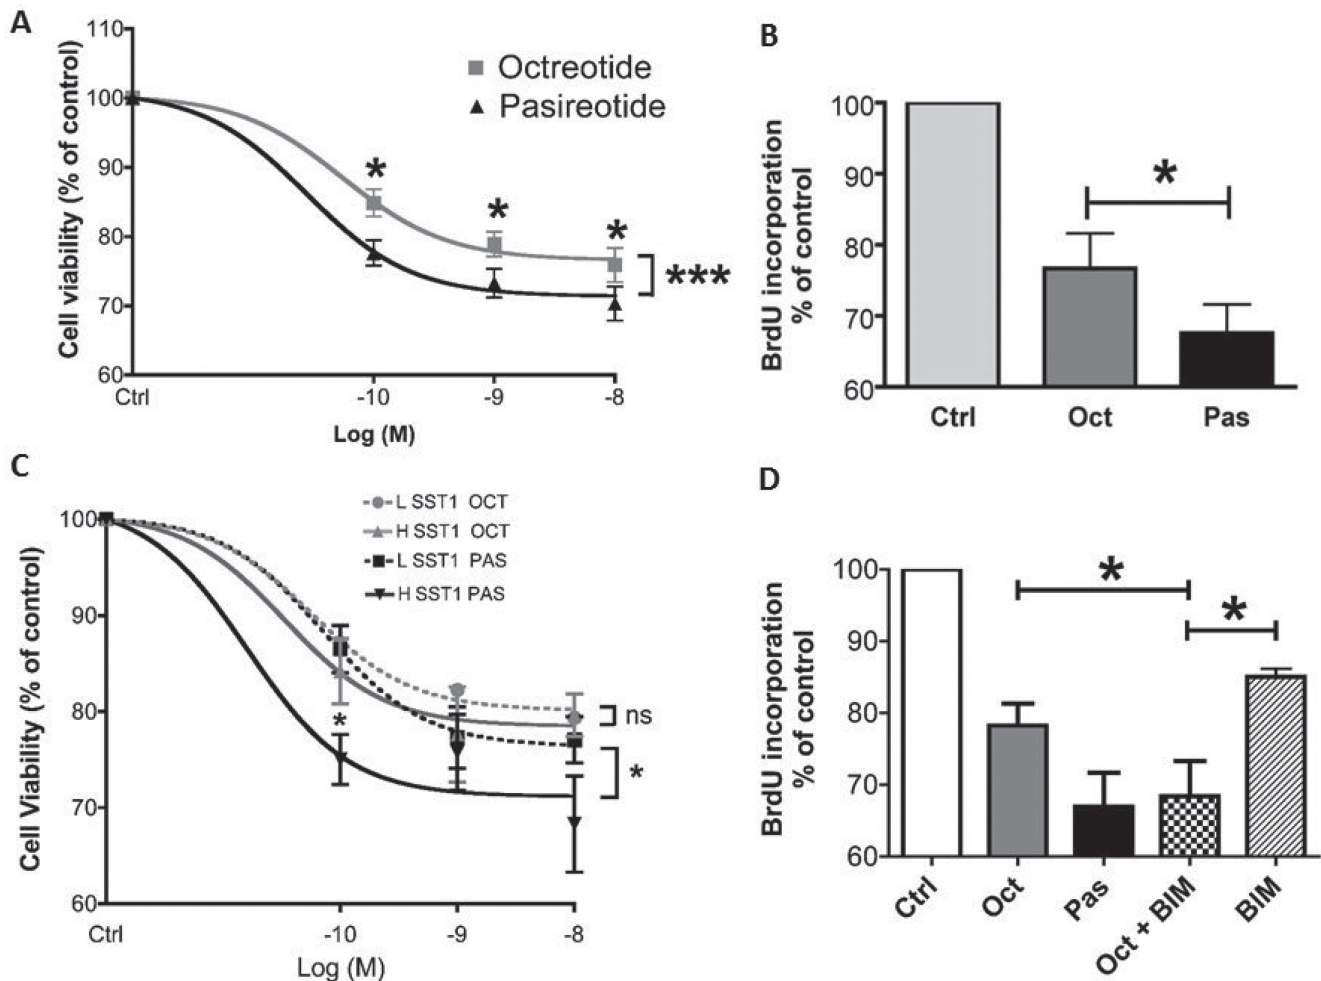 A
Cell viability (% of control)
110
100
90
80
70
60
Octreotide
Pasireotide
*
*
*
***
Ctrl
-10
-9
-8
Log (M)
B
BrdU incorporation
% of control
100
90
80
70
60
*
Ctrl
Oct
Pas
C
Cell Viability (% of control)
100
90
80
70
60
L SST1 OCT
H SST1 OCT
L SST1 PAS
H SST1 PAS
*
ns
*
Ctrl
-10
-9
-8
Log (M)
D
BrdU incorporation
% of control
100
90
80
70
60
*
*
Ctrl
Oct
Pas
Oct + BIM
BIM